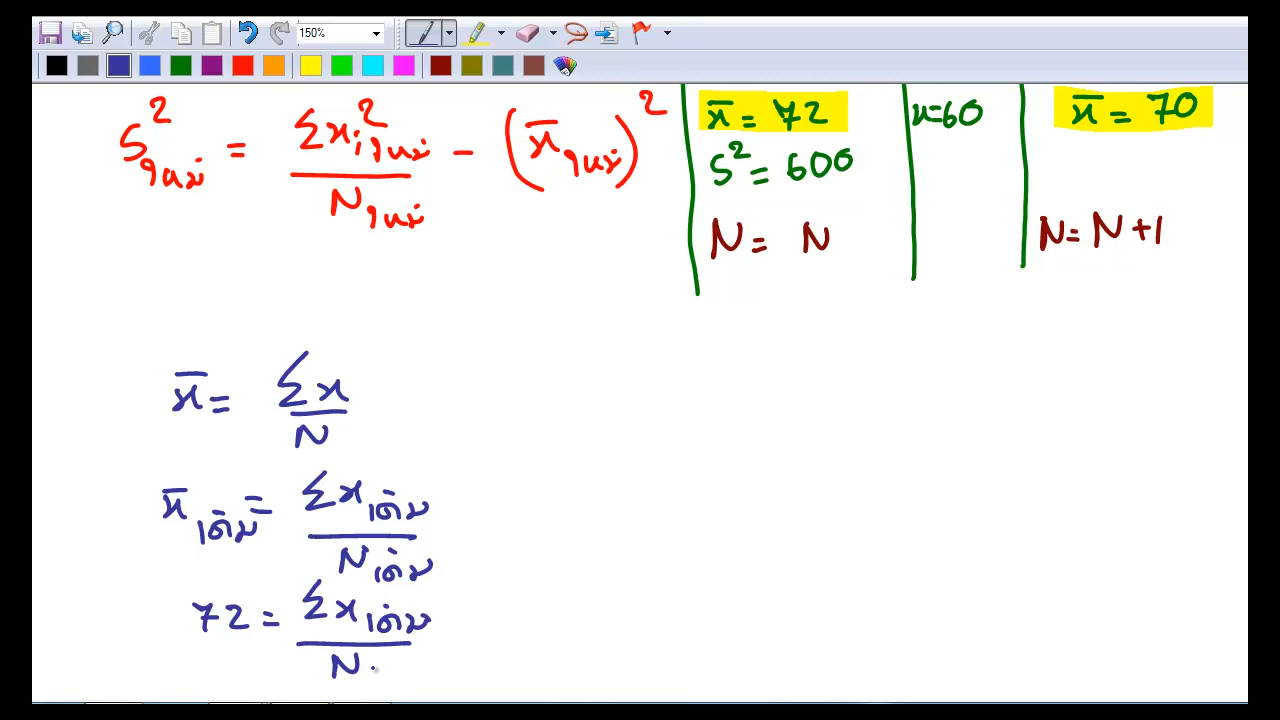 150%
S²ใหม่ = Σxi²ใหม่ / Nใหม่ − (x̄ใหม่)²
x̄ = 72
S² = 600
N = N
x=60
x̄ = 70
N = N+1
x̄ = Σx / N
x̄เดิม = Σxเดิม / Nเดิม
72 = Σxเดิม / N